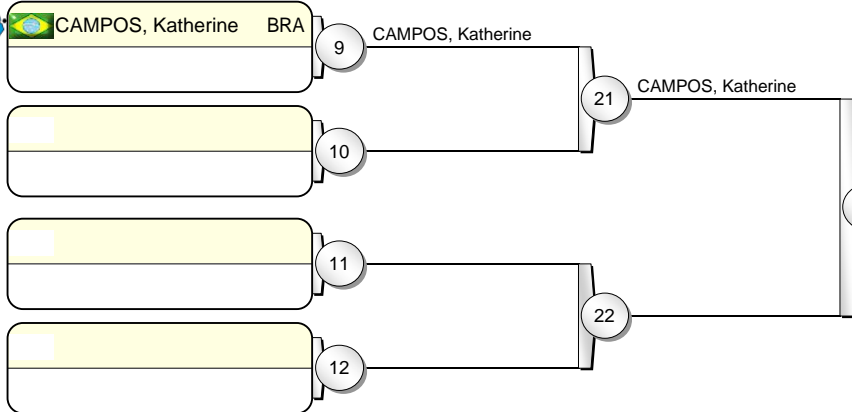 CAMPOS, Katherine BRA
9
CAMPOS, Katherine
21
CAMPOS, Katherine
10
11
22
12